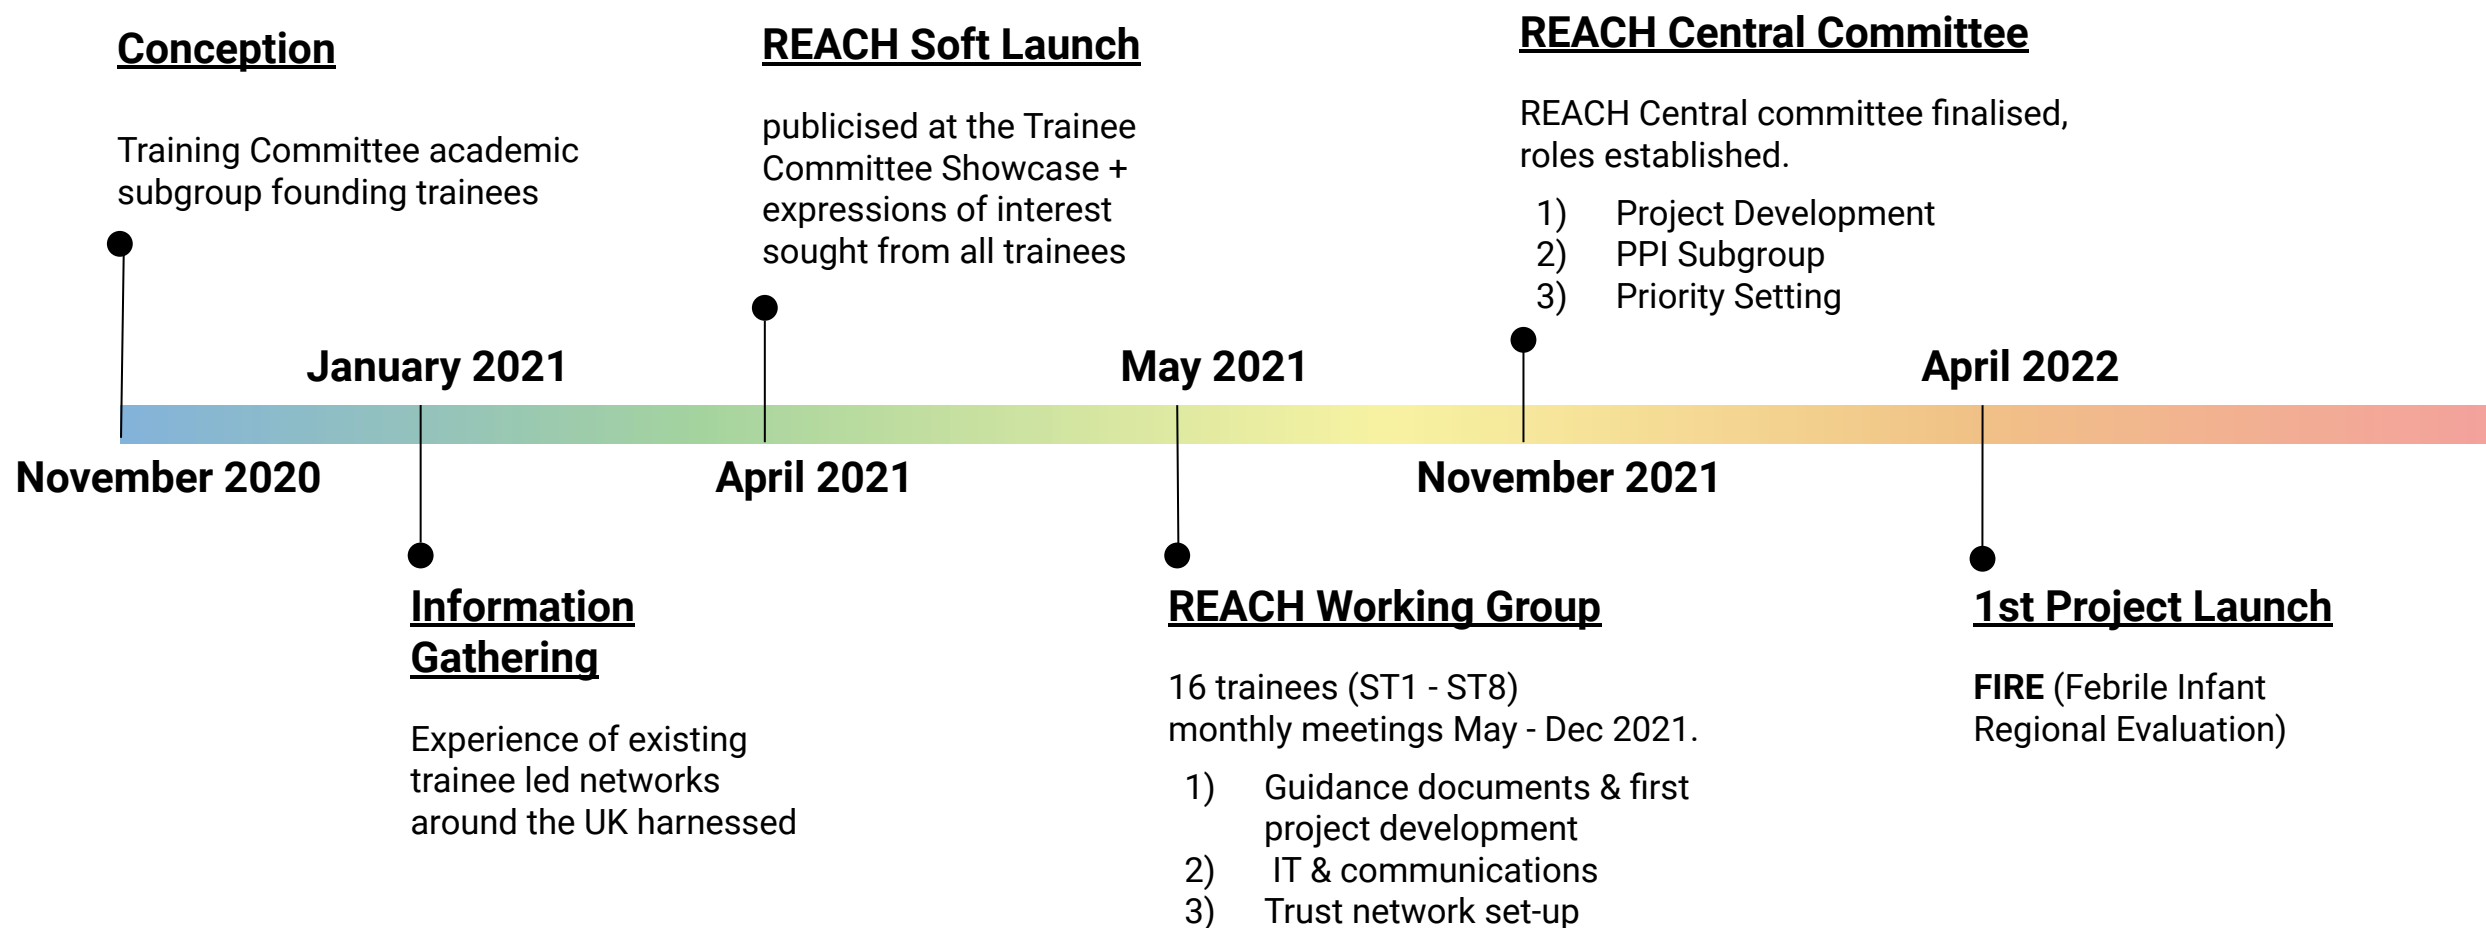 Conception
Training Committee academic
subgroup founding trainees
November 2020
January 2021
Information
Gathering
Experience of existing
trainee led networks
around the UK harnessed
REACH Soft Launch
publicised at the Trainee
Committee Showcase +
expressions of interest
sought from all trainees
April 2021
May 2021
REACH Working Group
16 trainees (ST1 - ST8)
monthly meetings May - Dec 2021.
1) Guidance documents & first
project development
2) IT & communications
3) Trust network set-up
REACH Central Committee
REACH Central committee finalised,
roles established.
1) Project Development
2) PPI Subgroup
3) Priority Setting
November 2021
April 2022
1st Project Launch
FIRE (Febrile Infant
Regional Evaluation)